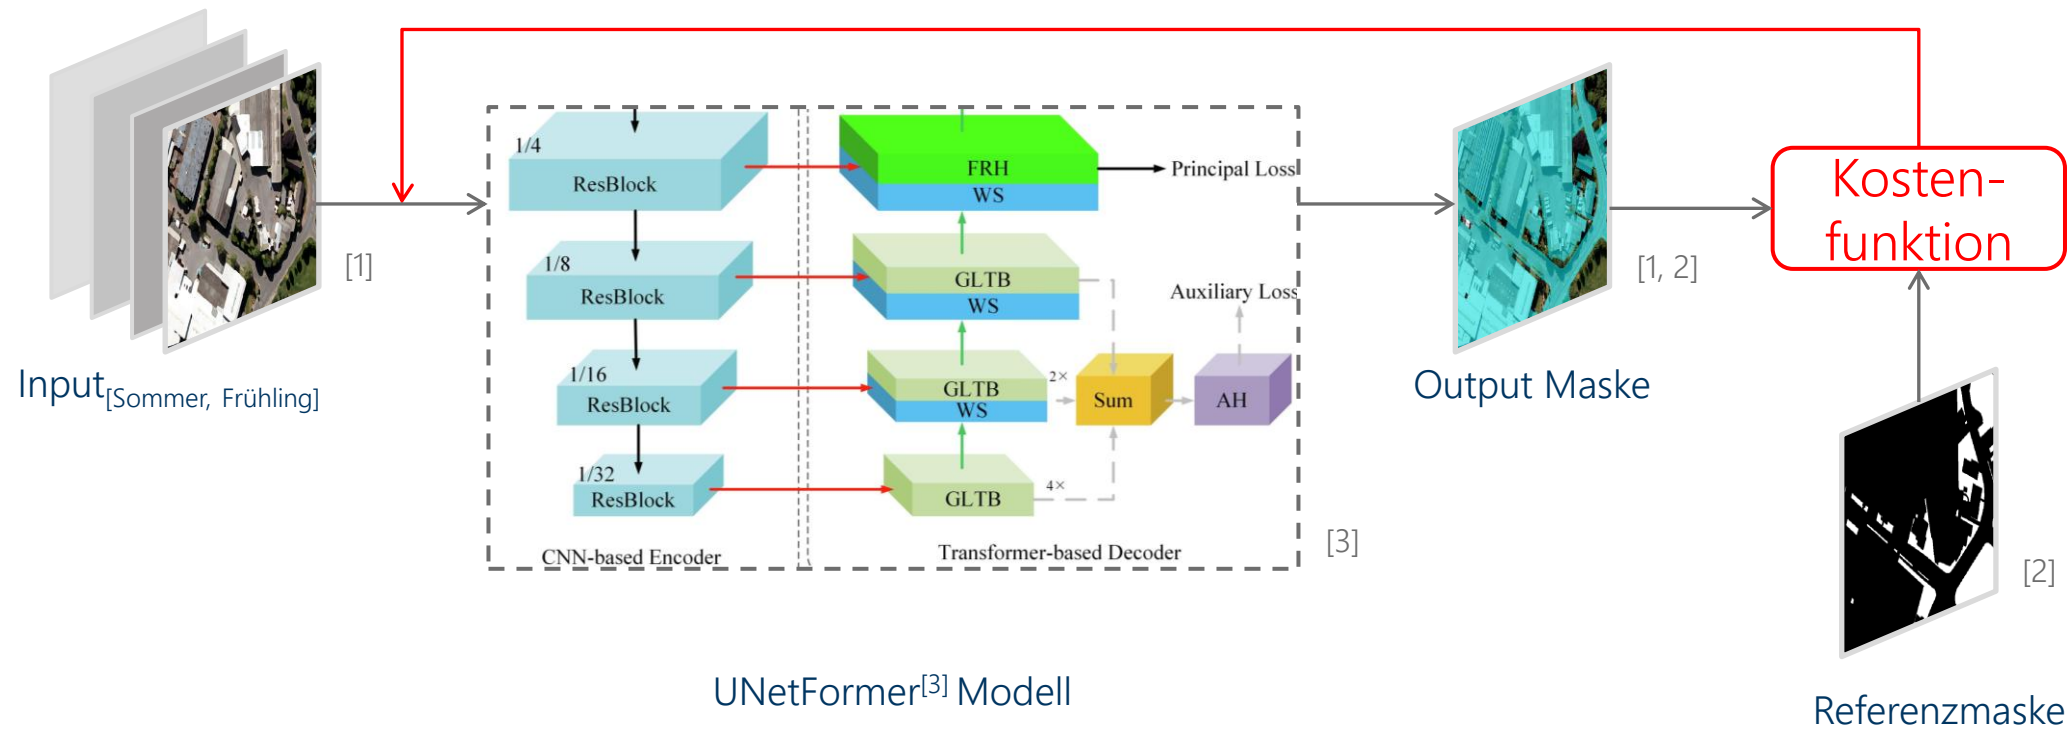 [1]
Input[Sommer, Frühling]
1/4
ResBlock
1/8
ResBlock
1/16
ResBlock
1/32
ResBlock
CNN-based Encoder
FRH
WS
Principal Loss
GLTB
WS
Auxiliary Loss
GLTB
WS
2×
Sum
AH
GLTB
4×
Transformer-based Decoder
[3]
UNetFormer[3] Modell
[1, 2]
Output Maske
Kosten-
funktion
[2]
Referenzmaske